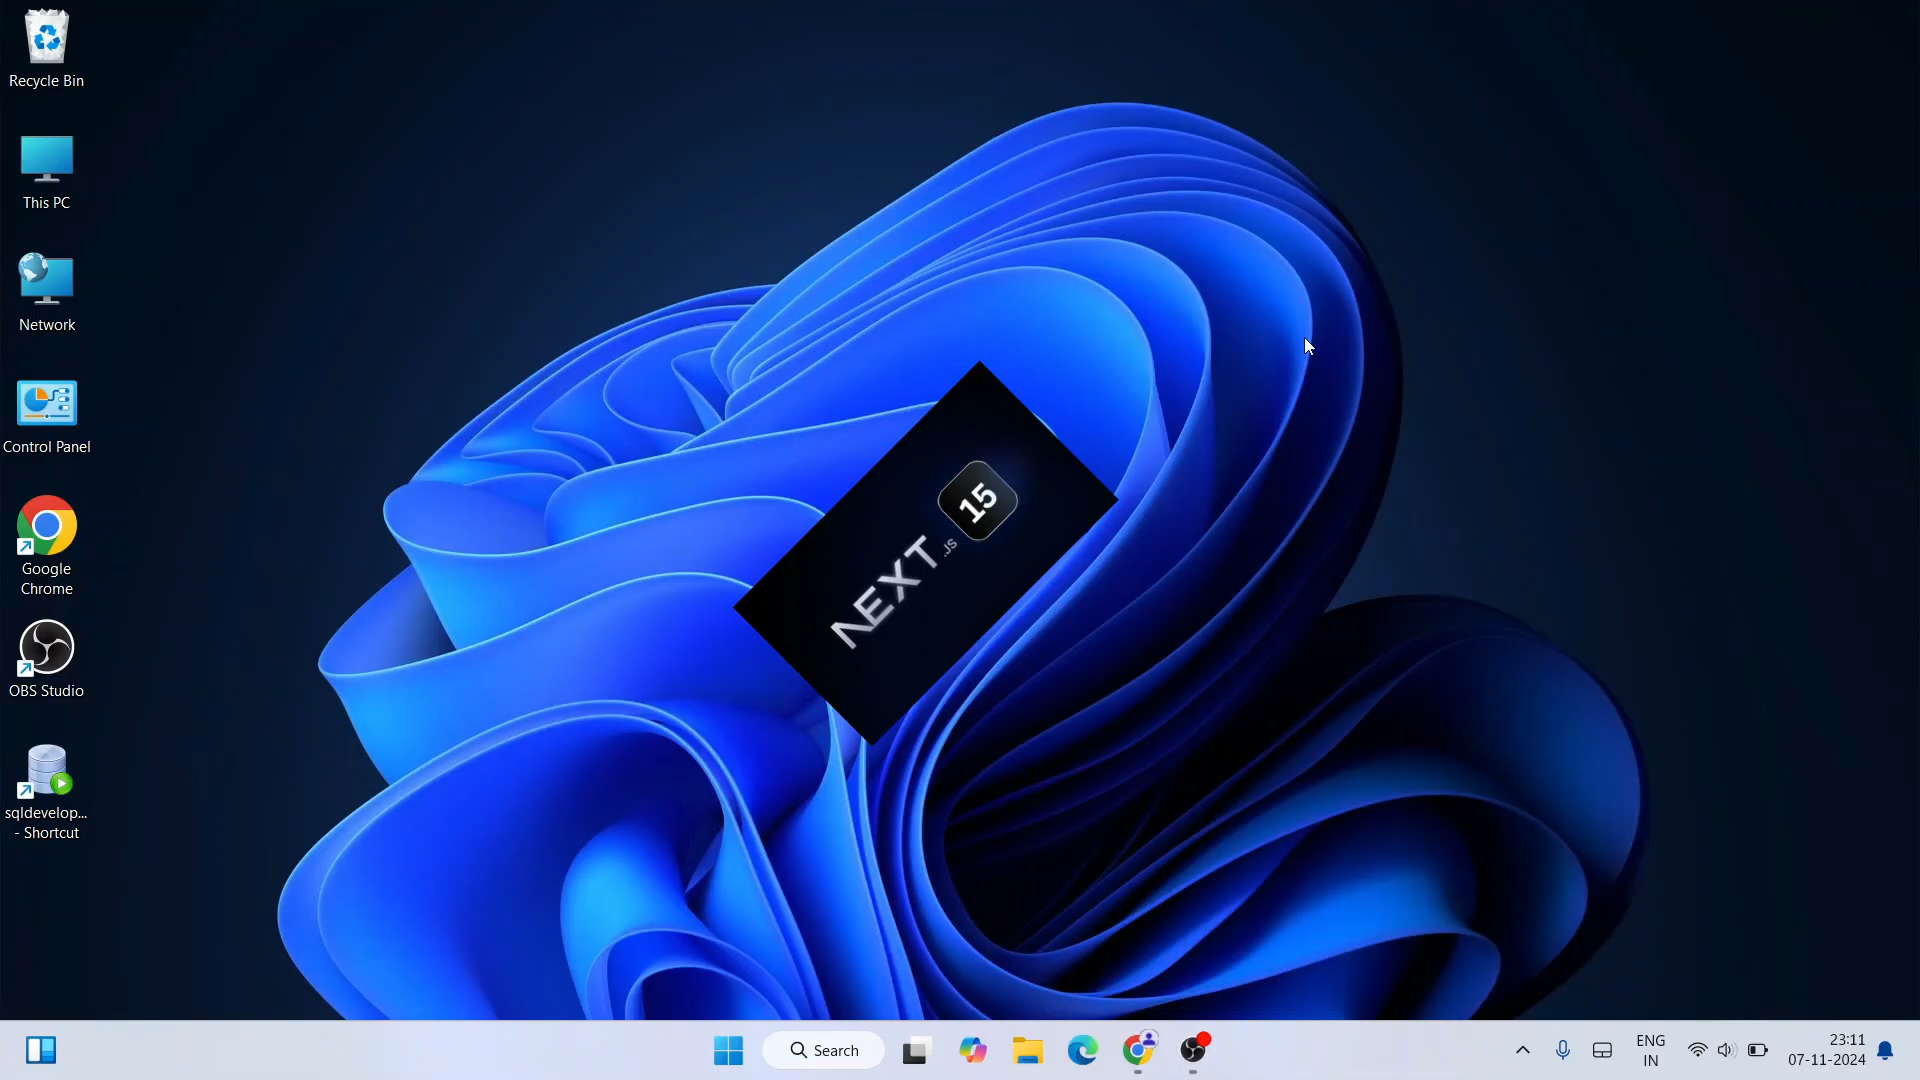 Recycle Bin
This PC
Network
Control Panel
Google
Chrome
OBS Studio
sqldevelop...
- Shortcut
NEXT.JS 15
Search
ENG
IN
23:11
07-11-2024